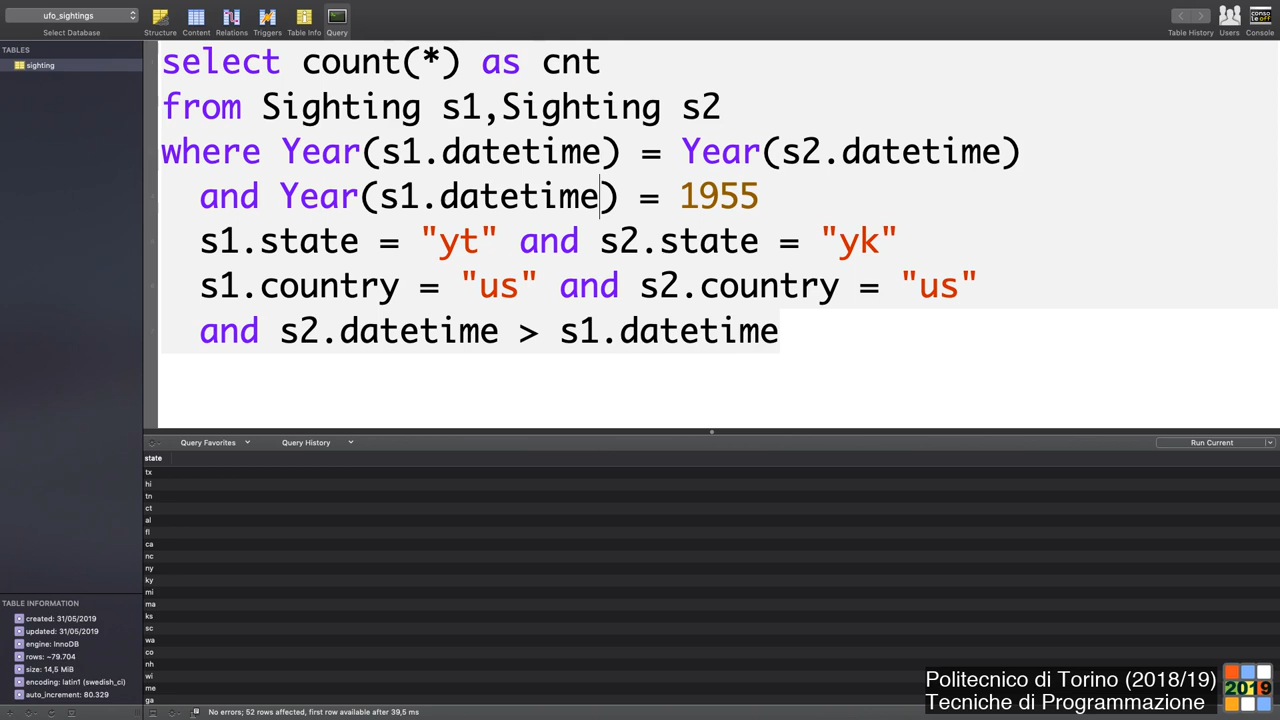 ufo_sightings
Select Database
Structure
Content
Relations
Triggers
Table Info
Query
Table History
Users
conso
le off
Console
TABLES
sighting
select count(*) as cnt
from Sighting s1,Sighting s2
where Year(s1.datetime) = Year(s2.datetime)
and Year(s1.datetime) = 1955
s1.state = "yt" and s2.state = "yk"
s1.country = "us" and s2.country = "us"
and s2.datetime > s1.datetime
Query Favorites
Query History
Run Current
state
tx
hi
tn
ct
al
fl
ca
nc
ny
ky
mi
ma
ks
sc
wa
co
nh
wi
me
ga
TABLE INFORMATION
created: 31/05/2019
updated: 31/05/2019
engine: InnoDB
rows: ~79.704
size: 14,5 MiB
encoding: latin1 (swedish_ci)
auto_increment: 80.329
No errors; 52 rows affected, first row available after 39,5 ms
Politecnico di Torino (2018/19)
Tecniche di Programmazione
2019